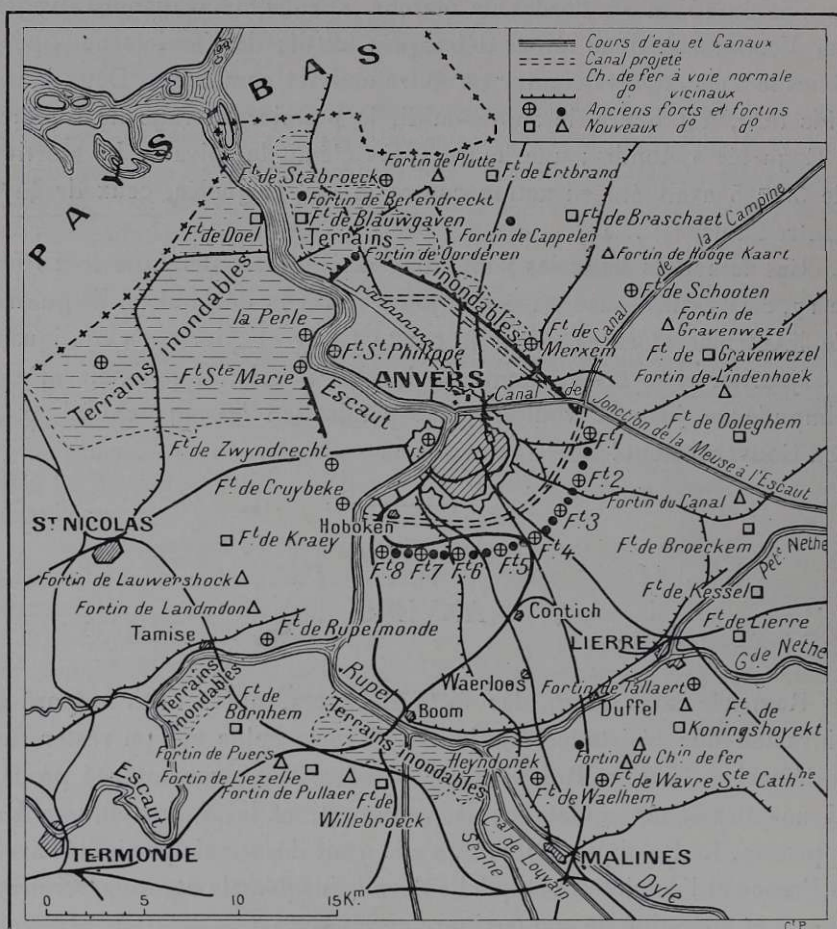 Cours d'eau et Canaux
Canal projeté
Ch. de fer à voie normale
do vicinaux
Anciens forts et fortins
Nouveaux do do.
PAYS BAS
Ft de Stabroeck
Fortin de Plutte
Ft d'Ertbrand
Fortin de Berendreckt
Ft de Doel
Ft de Blauwgaven
Fortin de Cappelen
Ft de Braschaet
Terrains inondables
Fortin de Oorderen
Fortin de Hooge Kaart
Canal de la Campine
Terrains inondables
la Perle
Ft de Schooten
Fortin de Gravenwezel
Ft de Merxem
Ft St Philippe
Ft de Gravenwezel
Ft Ste Marie
ANVERS
Fortin de Lindenhoek
Escaut
Canal de Jonction de la Meuse à l'Escaut
Ft de Ooleghem
Ft 1
Ft de Zwyndrecht
Ft 2
Ft de Cruybeke
Fortin du Canal
Ft 3
ST NICOLAS
Hoboken
Ft 4
Ft de Kraey
Ft 8
Ft 7
Ft 6
Ft 5
Ft de Broeckem
Pete Nethe
Fortin de Lauwershock
Ft de Kessel
Fortin de Landmdon
Contich
Ft de Lierre
Tamise
Ft de Rupelmonde
LIERRE
Gde Nethe
Rupel
Waerloos
Fortin de Tallaert
Terrains inondables
Ft de Bornhem
Boom
Duffel
Ft de Koningshoyekt
Terrains inondables
Fortin de Puers
Heyndonek
Fortin du Chin de fer
Escaut
Fortin de Liezelke
Fortin de Pullaer
Ft de Waelhem
Ft de Wavre Ste Cathne
Ft de Willebroeck
TERMONDE
Senne
Cal de Louvain
MALINES
Dyle
0 5 10 15 Km
Ct P.